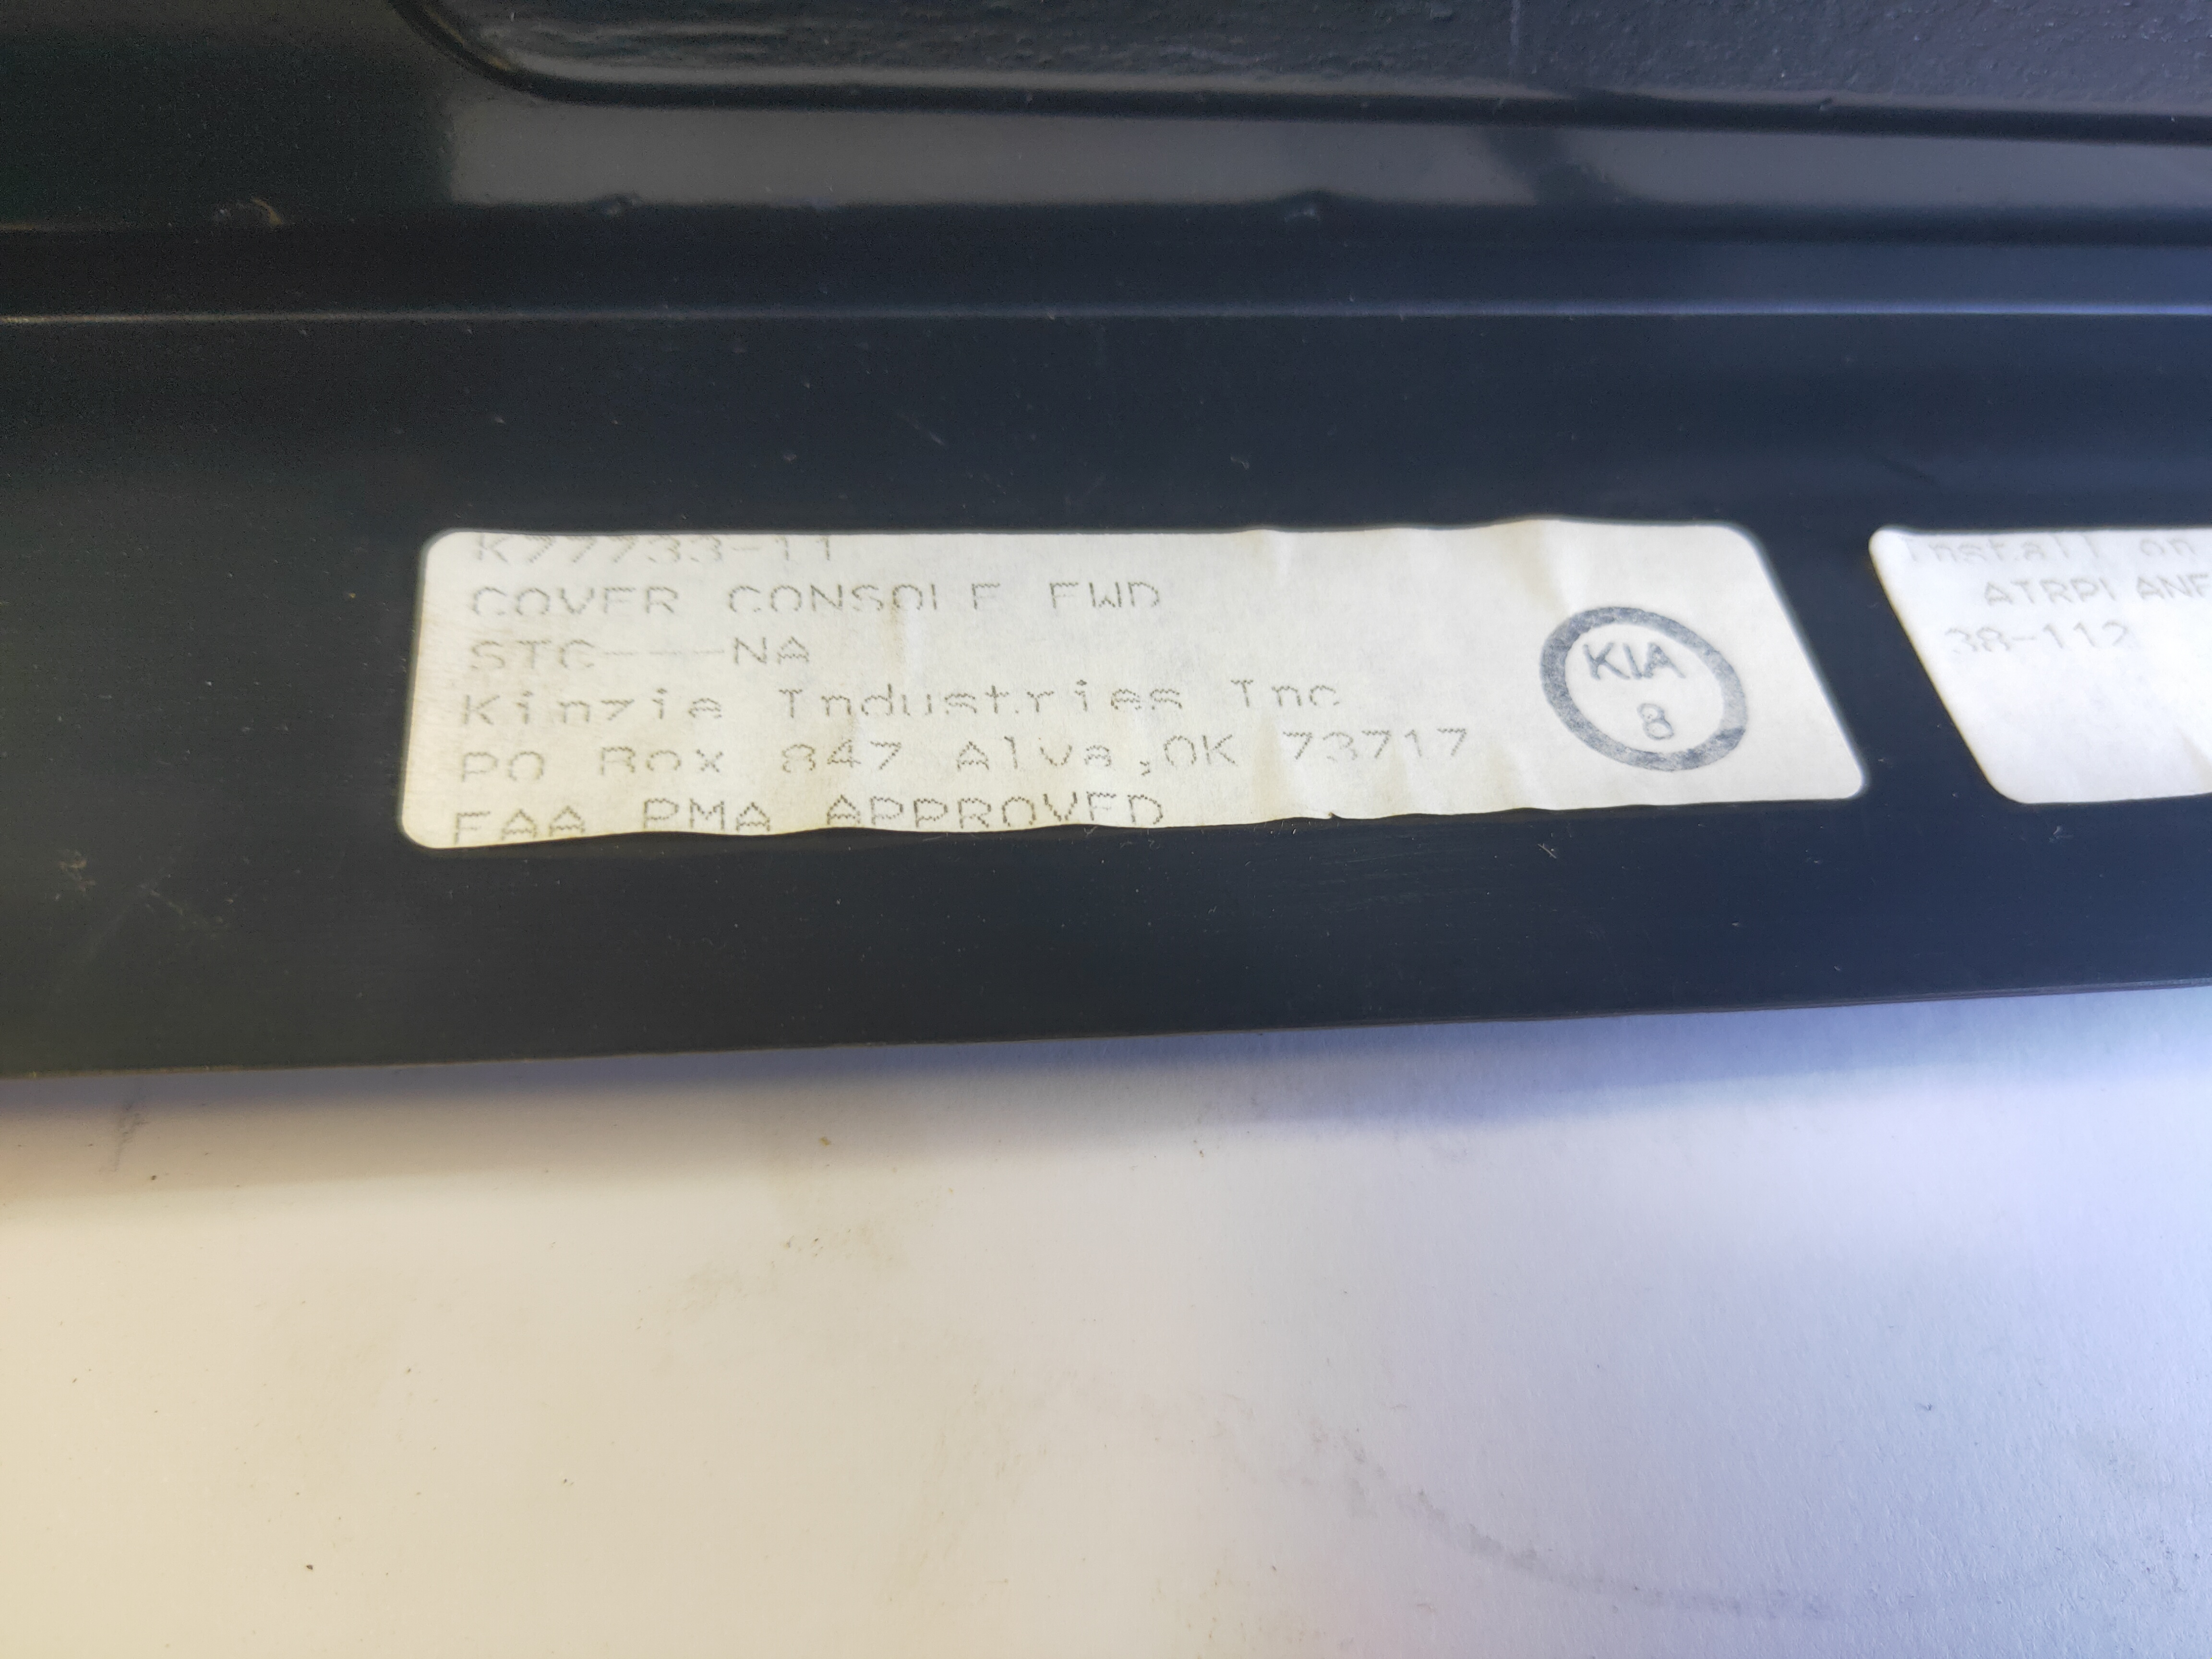 K77733-11
COVER CONSOLE FWD
STC---NA
Kinzie Industries Inc
PO Box 847 Alva,OK 73717
FAA PMA APPROVED
KIA
8
Install on
AIRPLANE
38-112